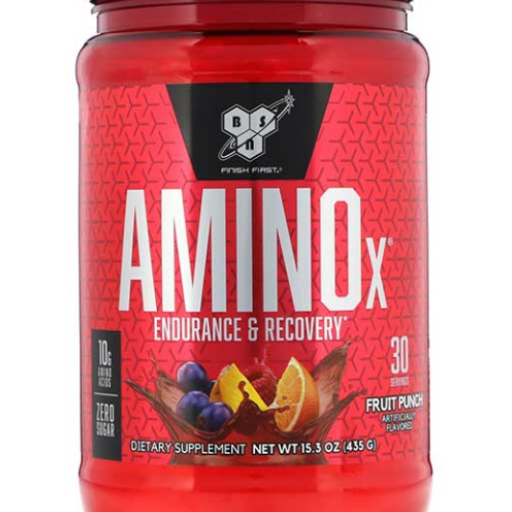 B S
N
FINISH FIRST.
AMINOx®
ENDURANCE & RECOVERY*
10G
AMINO
ACIDS
ZERO
SUGAR
30
SERVINGS
FRUIT PUNCH
ARTIFICIALLY
FLAVORED
DIETARY SUPPLEMENT NET WT 15.3 OZ (435 G)